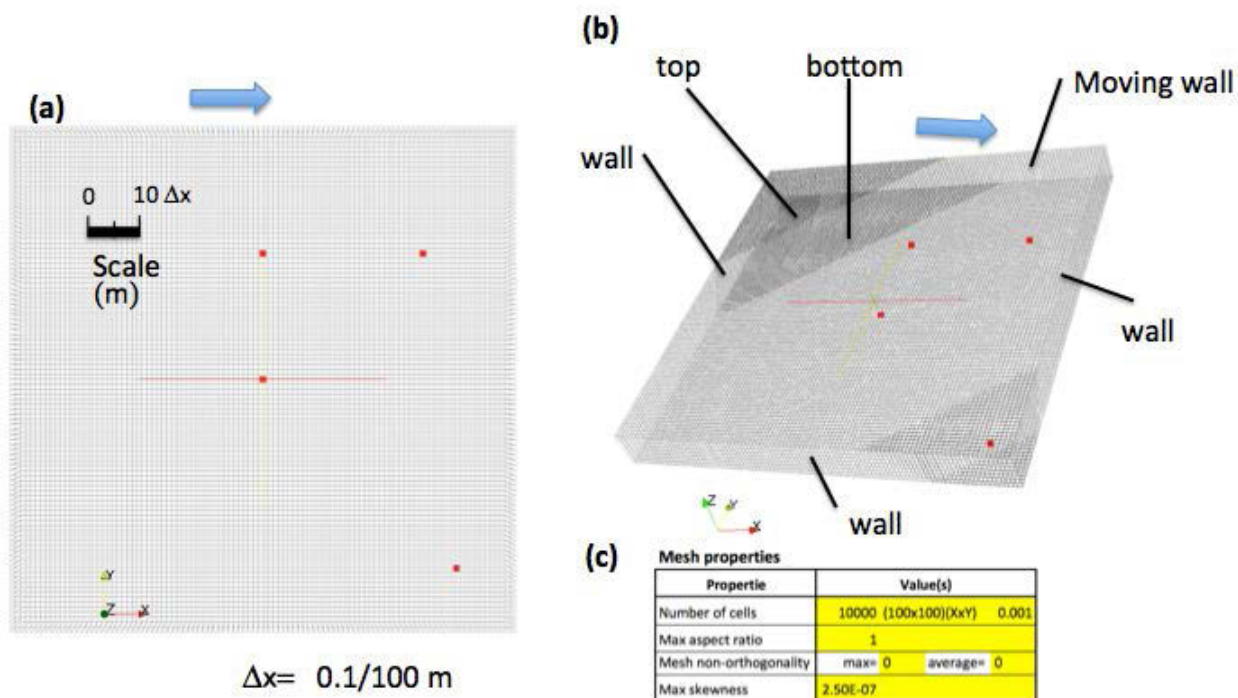 (a)
0 10 Δx
Scale
(m)
Y
Z X
Δx= 0.1/100 m
(b)
top
bottom
Moving wall
wall
wall
wall
Z Y X
(c)
Mesh properties
Propertie Value(s)
Number of cells 10000 (100x100)(XxY) 0.001
Max aspect ratio 1
Mesh non-orthogonality max= 0 average= 0
Max skewness 2.50E-07